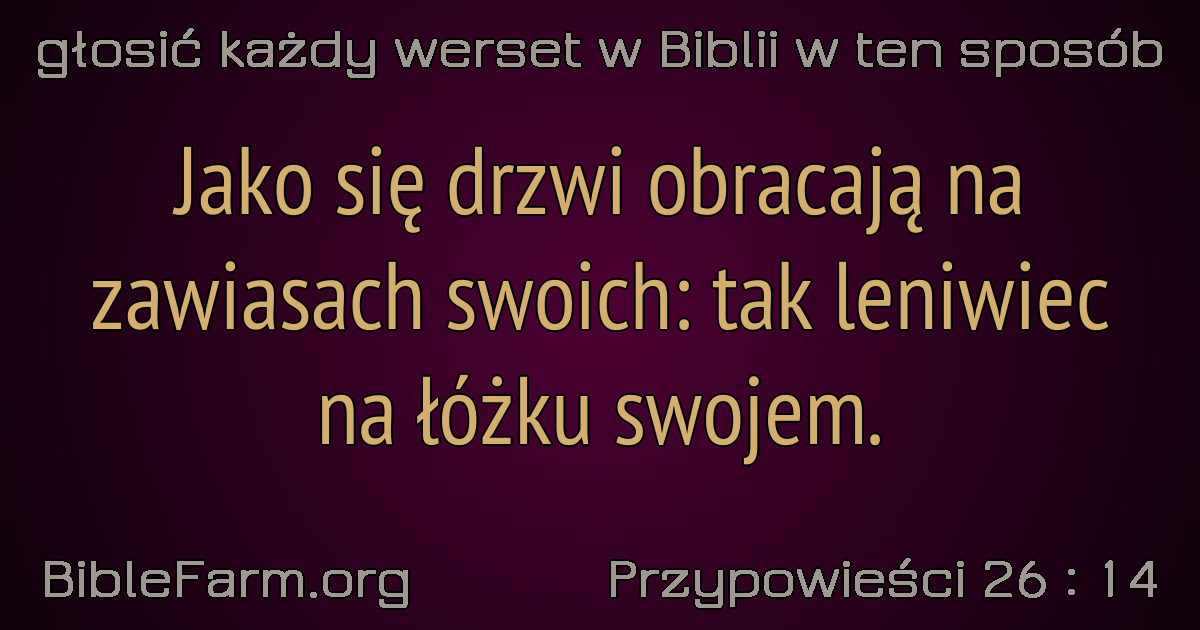 głosić każdy werset w Biblii w ten sposób
Jako się drzwi obracają na
zawiasach swoich: tak leniwiec
na łóżku swojem.
BibleFarm.org
Przypowieści 26 : 14